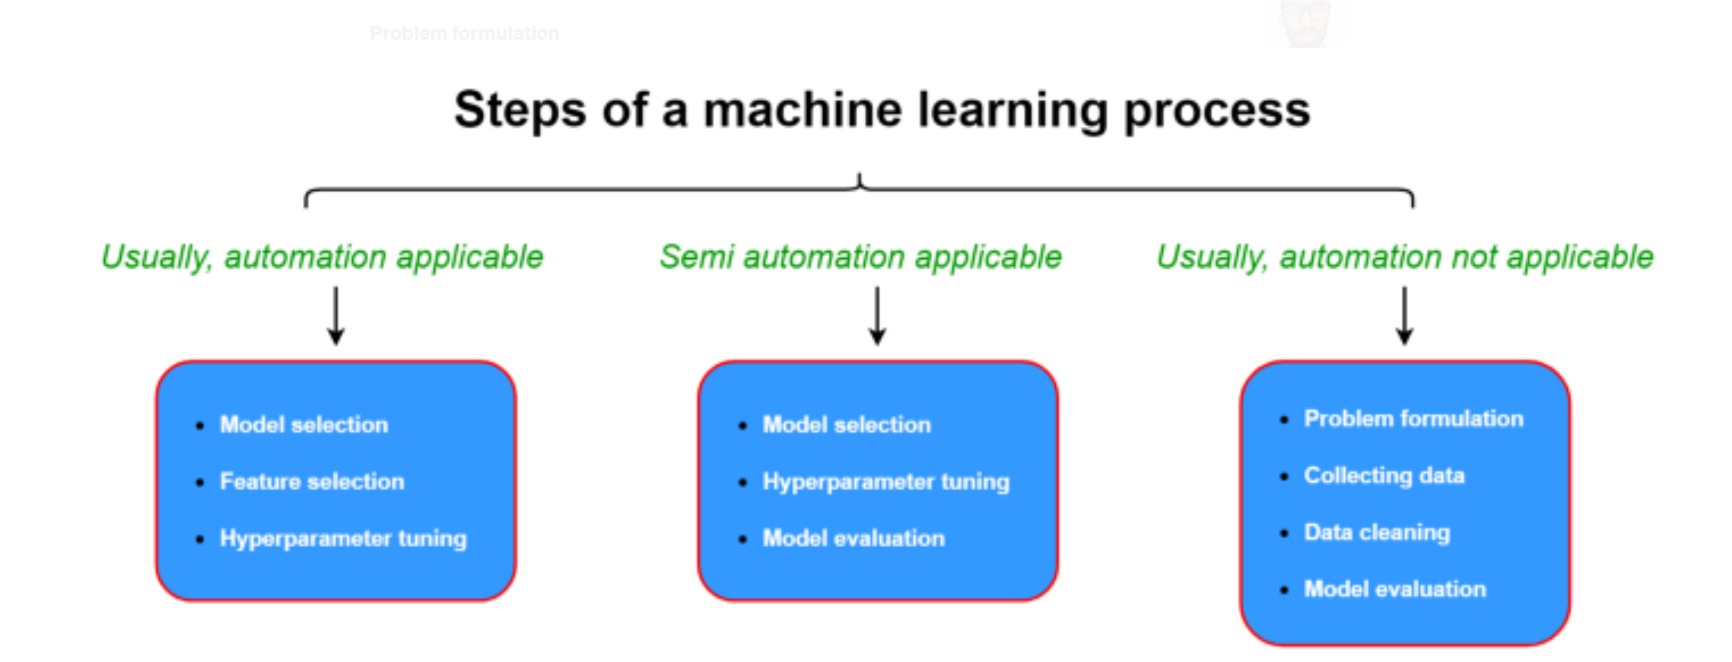 Problem formulation
Steps of a machine learning process
Usually, automation applicable
Semi automation applicable
Usually, automation not applicable
Model selection
Feature selection
Hyperparameter tuning
Model selection
Hyperparameter tuning
Model evaluation
Problem formulation
Collecting data
Data cleaning
Model evaluation